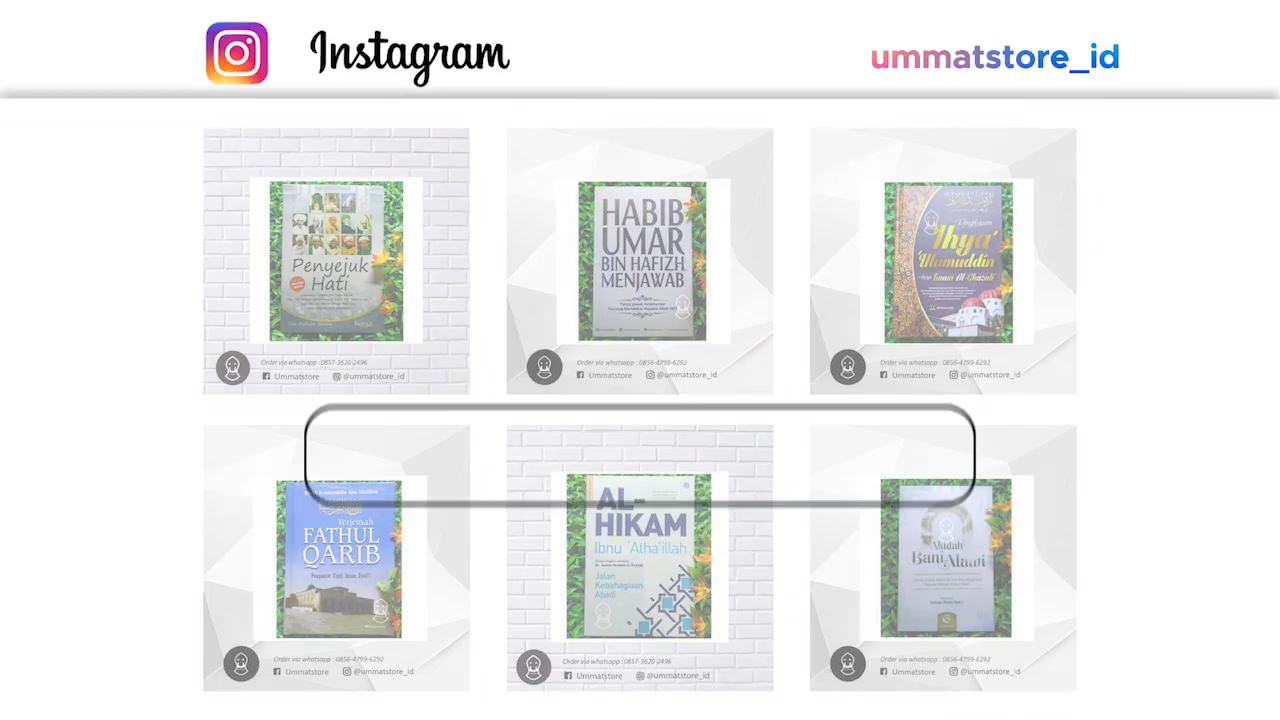 Instagram
ummatstore_id
Penyejuk
Hati
Order via whatsapp : 0857-3620-2496
Ummatstore @ummatstore_id
HABIB
UMAR
BIN HAFIZH
MENJAWAB
Order via whatsapp : 0856-4799-6292
Ummatstore @ummatstore_id
Ringkasan
Ihya'
'Ulumuddin
Imam Al-Ghazali
Order via whatsapp : 0856-4799-6292
Ummatstore @ummatstore_id
Terjemah
FATHUL
QARIB
Order via whatsapp : 0856-4799-6292
Ummatstore @ummatstore_id
AL-
HIKAM
Ibnu 'Atha'illah
Jalan
Kebahagiaan
Abadi
Order via whatsapp : 0857-3620-2496
Ummatstore @ummatstore_id
Akidah
Bani Alawi
Order via whatsapp : 0856-4799-6292
Ummatstore @ummatstore_id